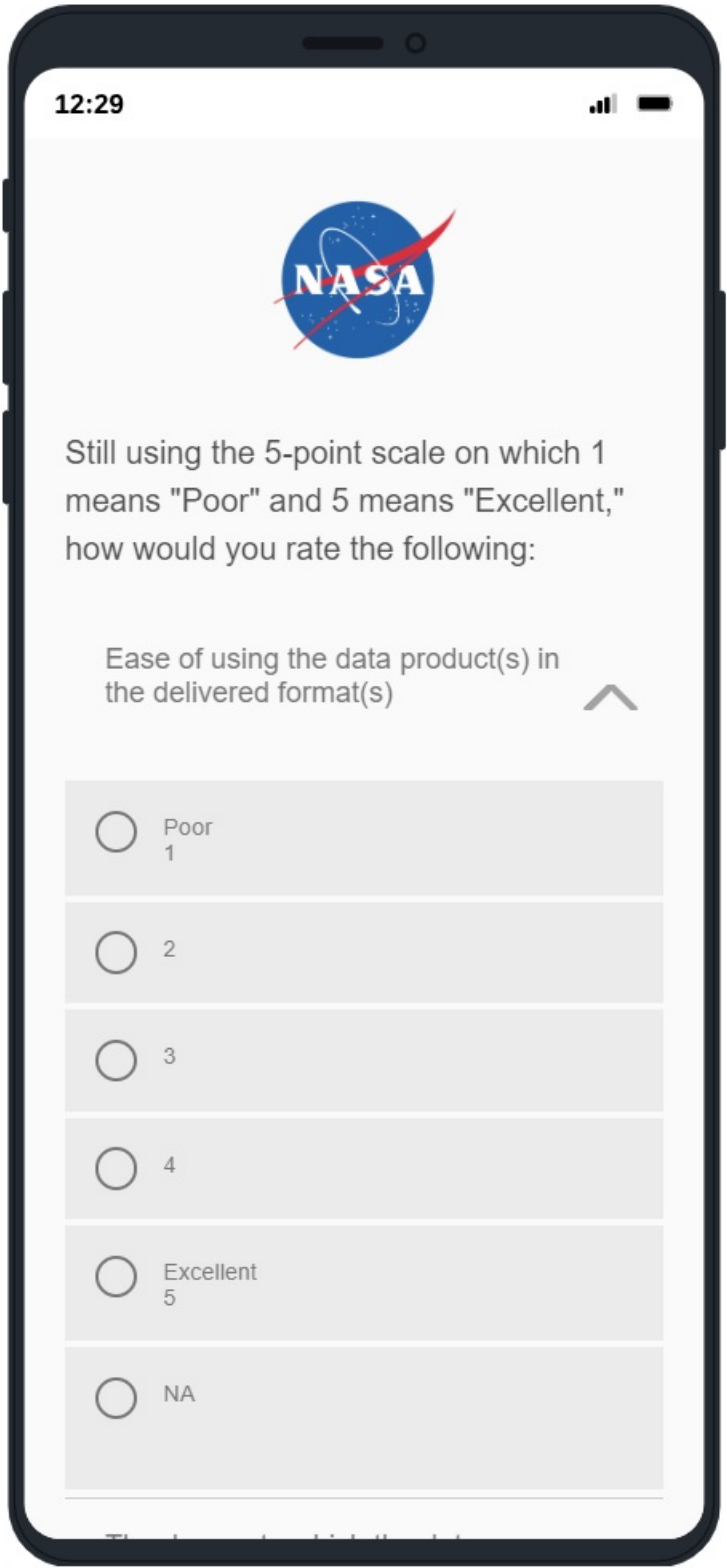 12:29
NASA
Still using the 5-point scale on which 1
means "Poor" and 5 means "Excellent,"
how would you rate the following:
Ease of using the data product(s) in
the delivered format(s)
Poor
1
2
3
4
Excellent
5
NA